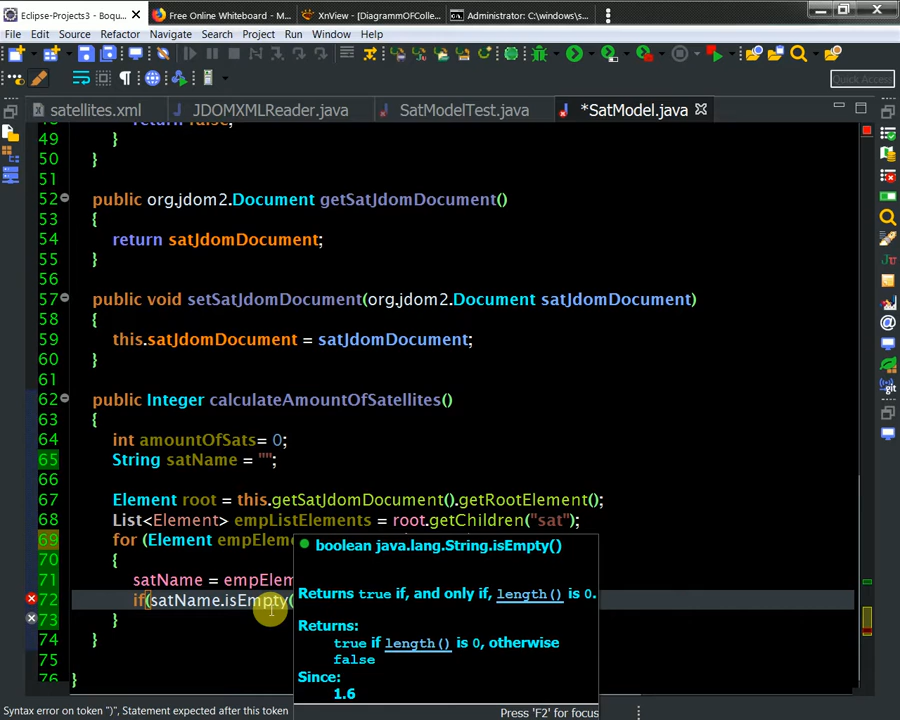 Eclipse-Projects3 - Boqu...
Free Online Whiteboard - M...
XnView - [DiagrammOfColle...
Administrator: C:\windows\s...
File Edit Source Refactor Navigate Search Project Run Window Help
Quick Access
satellites.xml
JDOMXMLReader.java
SatModelTest.java
*SatModel.java
48 return false;
49 }
50 }
51
52 public org.jdom2.Document getSatJdomDocument()
53 {
54 return satJdomDocument;
55 }
56
57 public void setSatJdomDocument(org.jdom2.Document satJdomDocument)
58 {
59 this.satJdomDocument = satJdomDocument;
60 }
61
62 public Integer calculateAmountOfSatellites()
63 {
64 int amountOfSats= 0;
65 String satName = "";
66
67 Element root = this.getSatJdomDocument().getRootElement();
68 List<Element> empListElements = root.getChildren("sat");
69 for (Element empEleme
70 {
71 satName = empElem
72 if(satName.isEmpty(
73 }
74 }
75
76 }
boolean java.lang.String.isEmpty()
Returns true if, and only if, length() is 0.
Returns:
true if length() is 0, otherwise
false
Since:
1.6
Press 'F2' for focus
Syntax error on token ")", Statement expected after this token